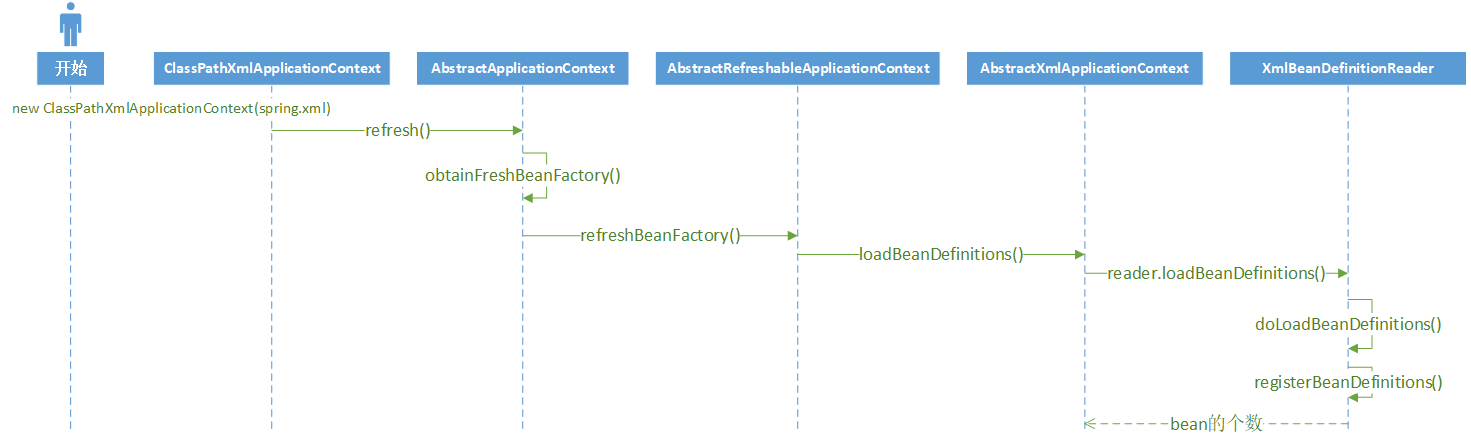 开始
ClassPathXmlApplicationContext
AbstractApplicationContext
AbstractRefreshableApplicationContext
AbstractXmlApplicationContext
XmlBeanDefinitionReader
new ClassPathXmlApplicationContext(spring.xml)
refresh()
obtainFreshBeanFactory()
refreshBeanFactory()
loadBeanDefinitions()
reader.loadBeanDefinitions()
doLoadBeanDefinitions()
registerBeanDefinitions()
bean的个数